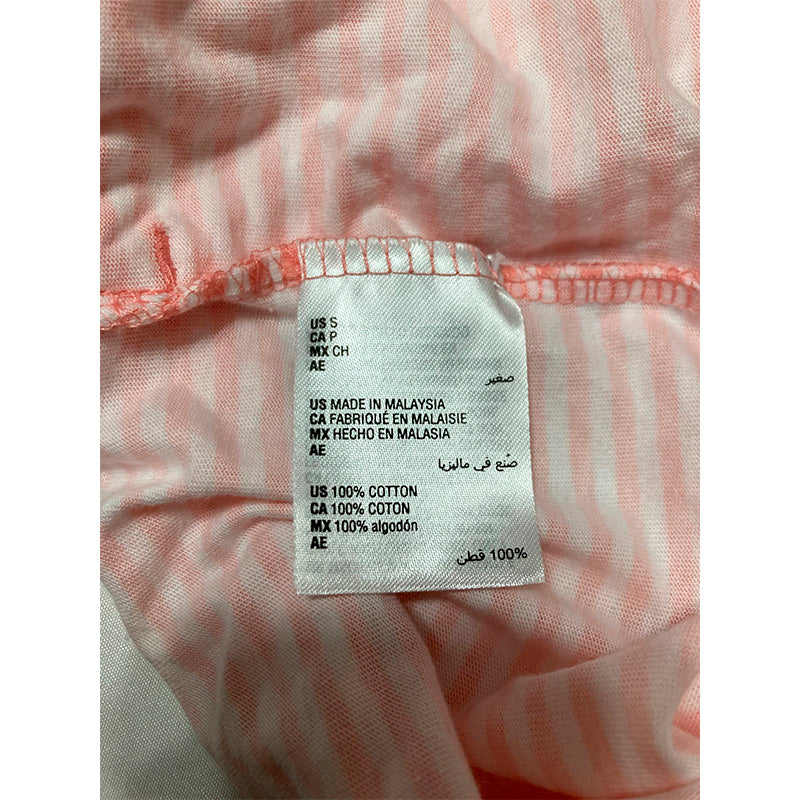 US S
CA P
MX CH
AE
صغير
US MADE IN MALAYSIA
CA FABRIQUÉ EN MALAISIE
MX HECHO EN MALASIA
AE
صُنع في ماليزيا
US 100% COTTON
CA 100% COTON
MX 100% algodón
AE
100% قطن